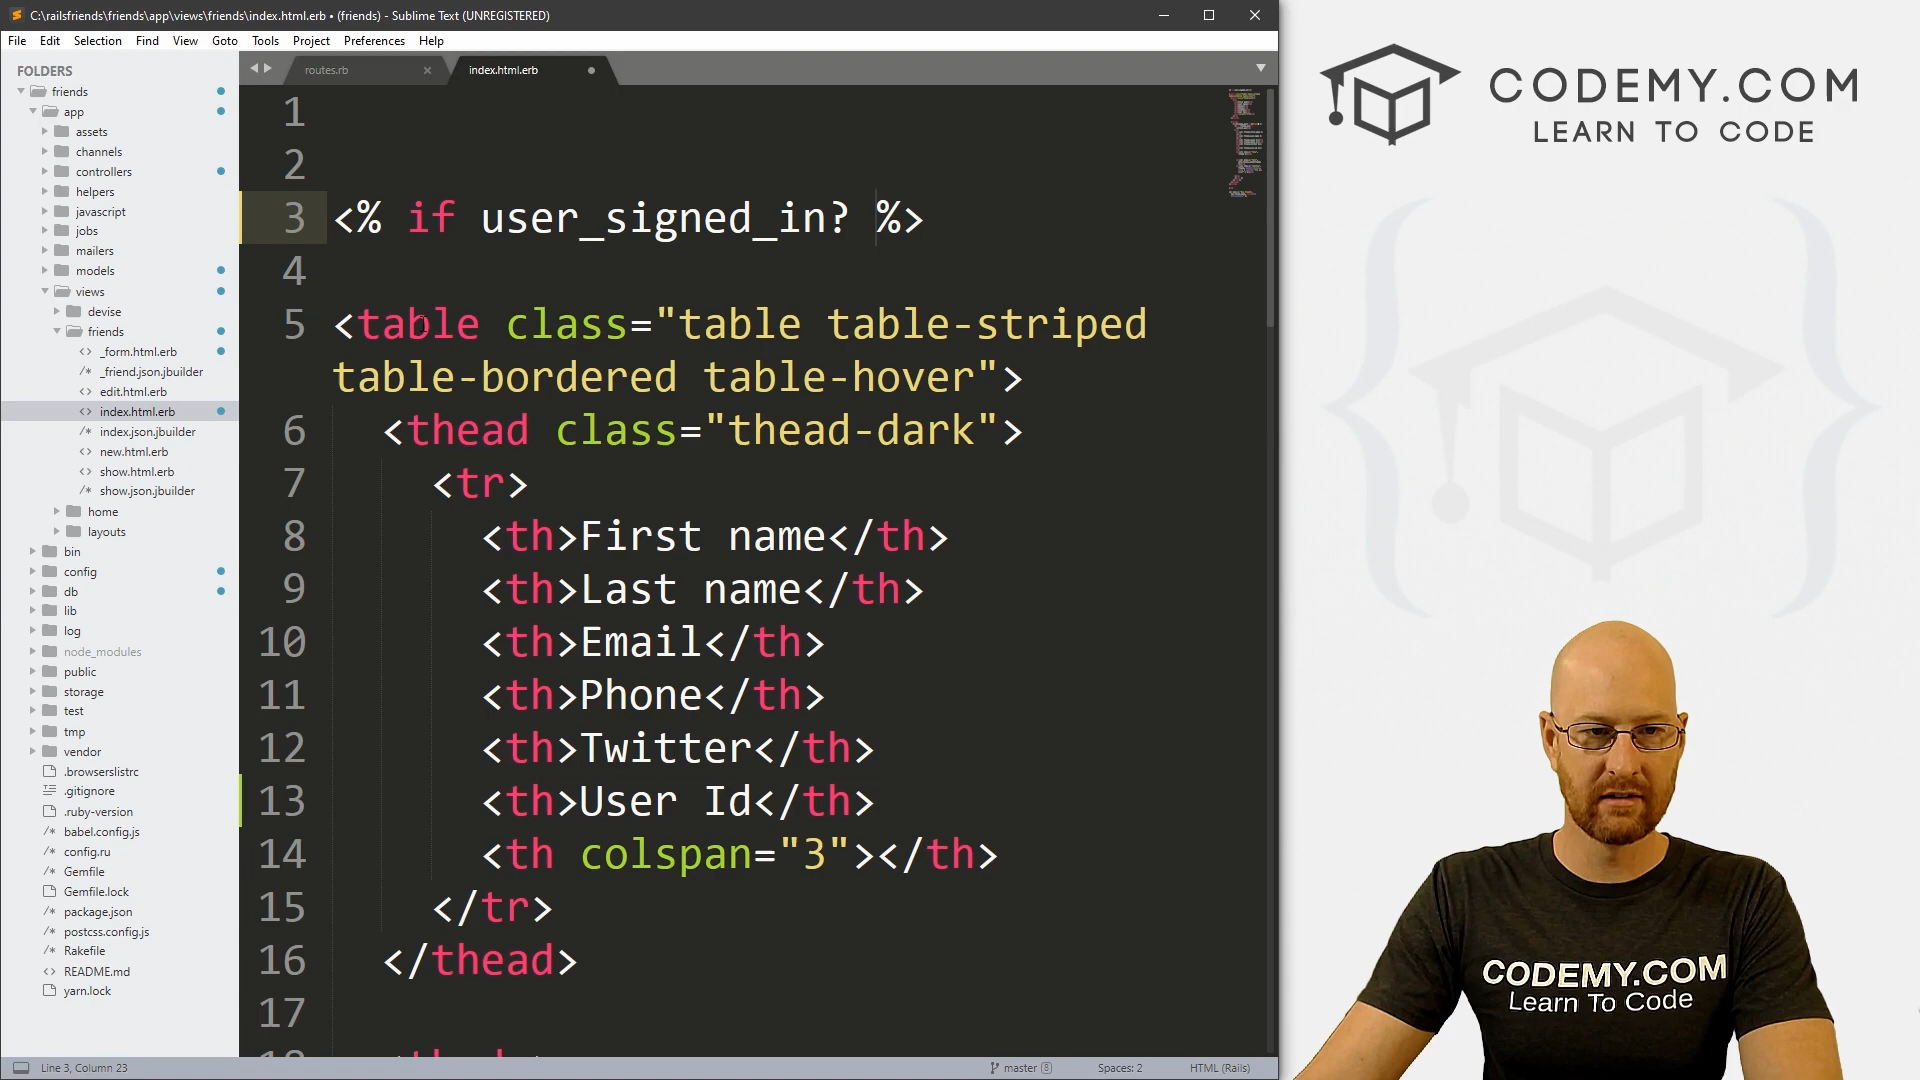 C:\railsfriends\friends\app\views\friends\index.html.erb • (friends) - Sublime Text (UNREGISTERED)
File Edit Selection Find View Goto Tools Project Preferences Help
FOLDERS
friends
app
assets
channels
controllers
helpers
javascript
jobs
mailers
models
views
devise
friends
_form.html.erb
_friend.json.jbuilder
edit.html.erb
index.html.erb
index.json.jbuilder
new.html.erb
show.html.erb
show.json.jbuilder
home
layouts
bin
config
db
lib
log
node_modules
public
storage
test
tmp
vendor
.browserslistrc
.gitignore
.ruby-version
babel.config.js
config.ru
Gemfile
Gemfile.lock
package.json
postcss.config.js
Rakefile
README.md
yarn.lock
routes.rb
index.html.erb
1
2
3 <% if user_signed_in? %>
4
5 <table class="table table-striped
table-bordered table-hover">
6 <thead class="thead-dark">
7 <tr>
8 <th>First name</th>
9 <th>Last name</th>
10 <th>Email</th>
11 <th>Phone</th>
12 <th>Twitter</th>
13 <th>User Id</th>
14 <th colspan="3"></th>
15 </tr>
16 </thead>
17
Line 3, Column 23
master 8
Spaces: 2
HTML (Rails)
CODEMY.COM
LEARN TO CODE
CODEMY.COM
Learn To Code